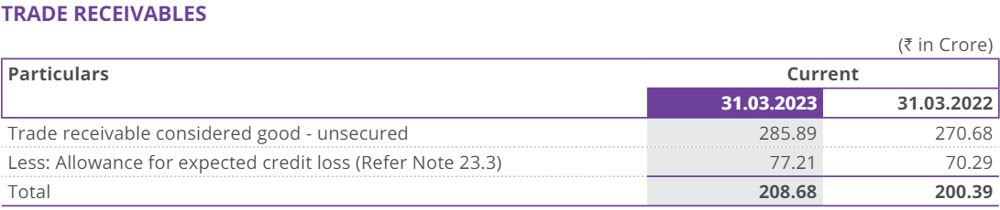 TRADE RECEIVABLES
(₹ in Crore)
Particulars Current
31.03.2023 31.03.2022
Trade receivable considered good - unsecured 285.89 270.68
Less: Allowance for expected credit loss (Refer Note 23.3) 77.21 70.29
Total 208.68 200.39